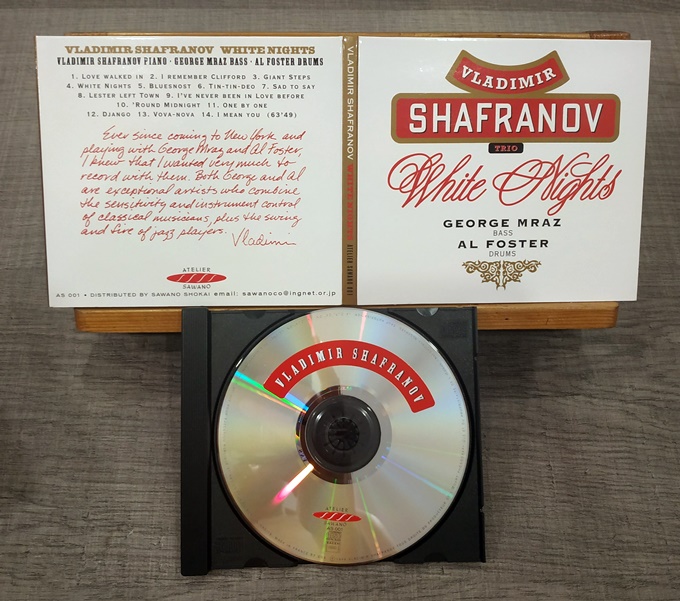 VLADIMIR SHAFRANOV WHITE NIGHTS
VLADIMIR SHAFRANOV PIANO · GEORGE MRAZ BASS · AL FOSTER DRUMS
1. LOVE WALKED IN 2. I REMEMBER CLIFFORD 3. GIANT STEPS
4. WHITE NIGHTS 5. BLUESNOST 6. TIN-TIN-DEO 7. SAD TO SAY
8. LESTER LEFT TOWN 9. I'VE NEVER BEEN IN LOVE BEFORE
10. 'ROUND MIDNIGHT 11. ONE BY ONE
12. DJANGO 13. VOVA-NOVA 14. I MEAN YOU (63'49)
Ever since coming to New York and
playing with George Mraz and Al Foster,
I knew that I wanted very much to
record with them. Both George and Al
are exceptional artists who combine
the sensitivity and instrument control
of classical musicians, plus the swing
and fire of jazz players.
Vladimir
ATELIER
SAWANO
AS 001 • DISTRIBUTED BY SAWANO SHOKAI email: sawanoco@ingnet.or.jp
VLADIMIR SHAFRANOV WHITE NIGHTS ATELIER SAWANO 001
VLADIMIR
SHAFRANOV
TRIO
White Nights
GEORGE MRAZ
BASS
AL FOSTER
DRUMS
VLADIMIR SHAFRANOV
ATELIER
SAWANO
AS 001